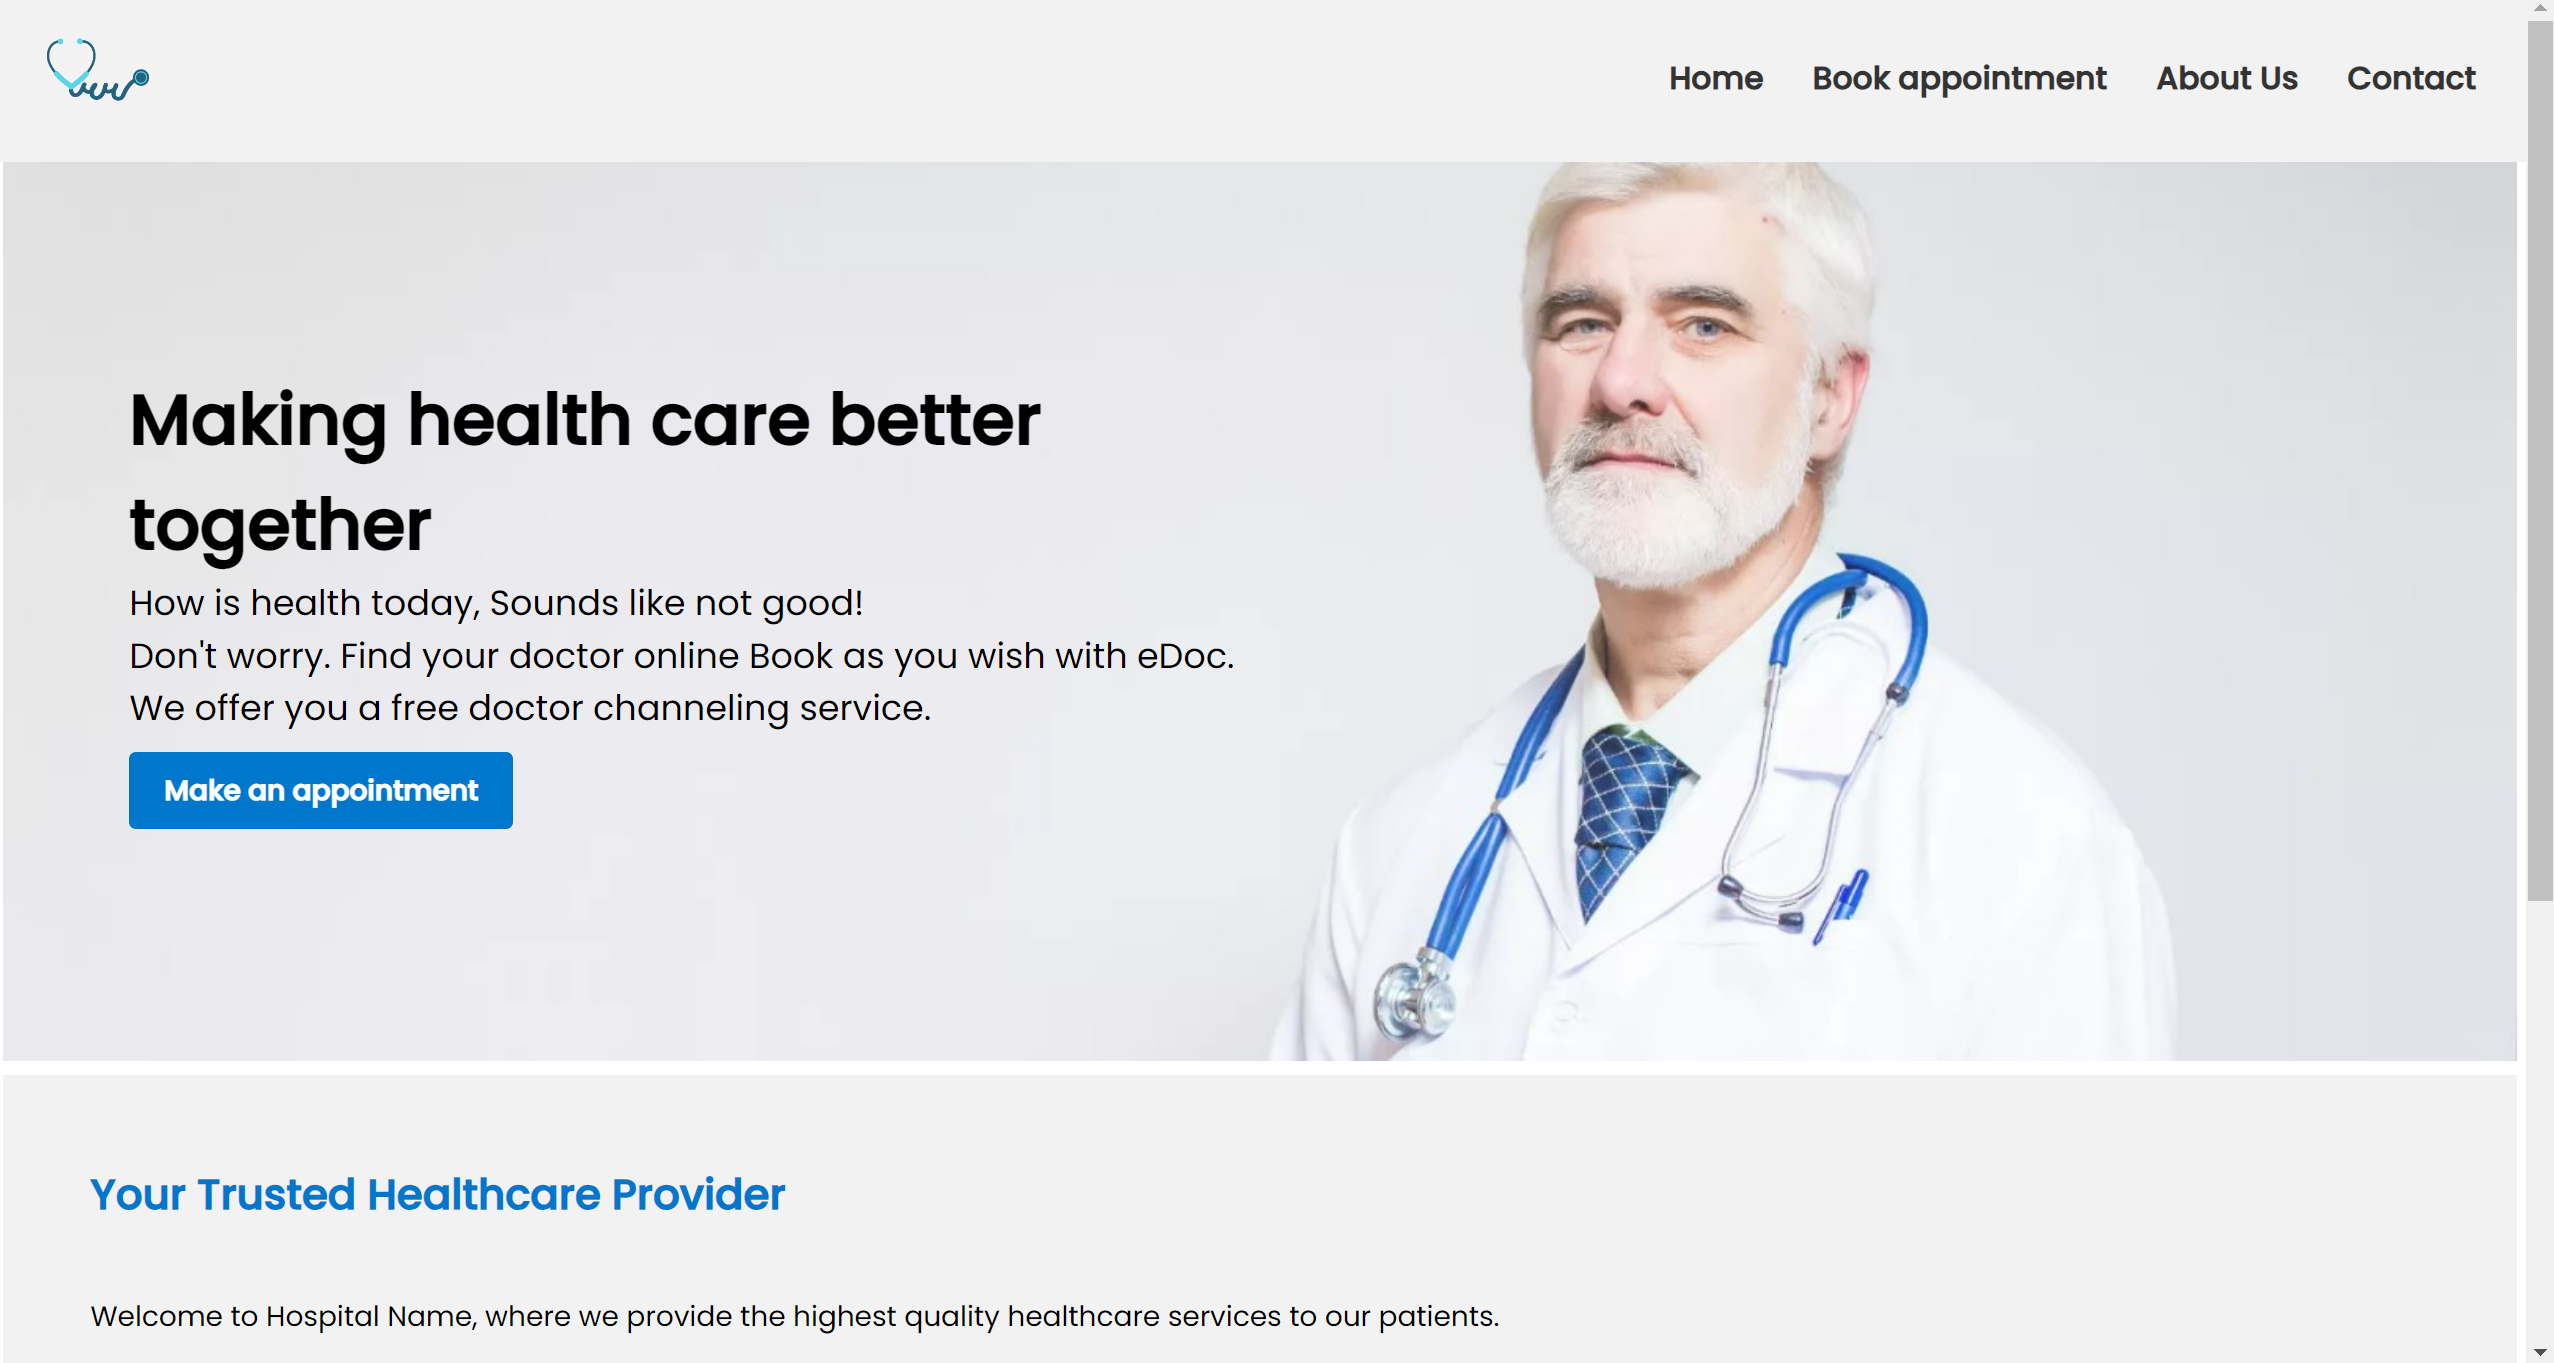 Home Book appointment About Us Contact
Making health care better
together
How is health today, Sounds like not good!
Don't worry. Find your doctor online Book as you wish with eDoc.
We offer you a free doctor channeling service.
Make an appointment
Your Trusted Healthcare Provider
Welcome to Hospital Name, where we provide the highest quality healthcare services to our patients.